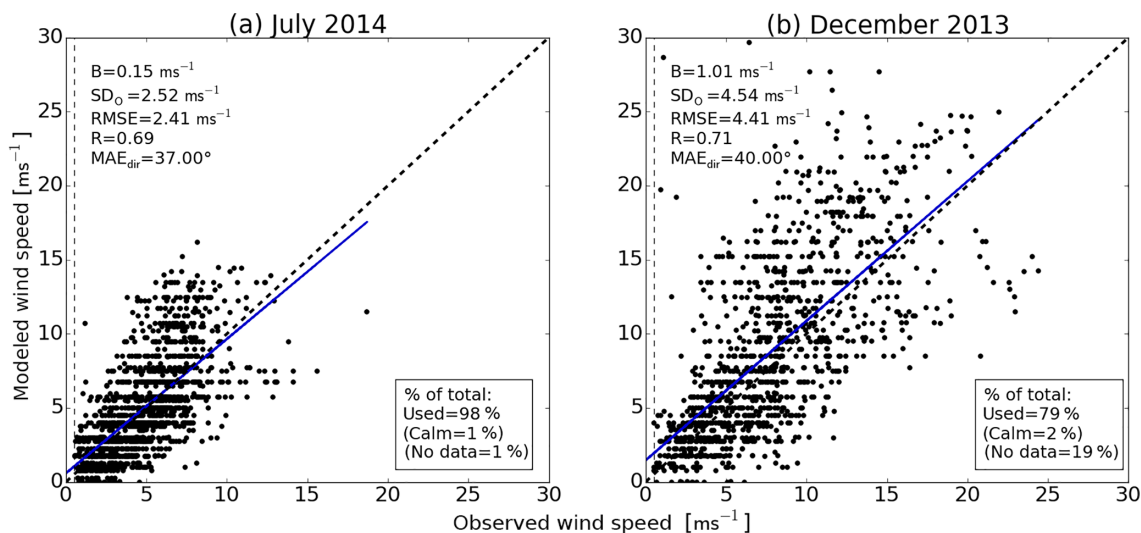 (a) July 2014
30
25
20
15
10
5
0
B=0.15 ms⁻¹
SD_O=2.52 ms⁻¹
RMSE=2.41 ms⁻¹
R=0.69
MAE_dir=37.00°
% of total:
Used=98 %
(Calm=1 %)
(No data=1 %)
0 5 10 15 20 25 30
Modeled wind speed [ms⁻¹]
(b) December 2013
30
25
20
15
10
5
0
B=1.01 ms⁻¹
SD_O=4.54 ms⁻¹
RMSE=4.41 ms⁻¹
R=0.71
MAE_dir=40.00°
% of total:
Used=79 %
(Calm=2 %)
(No data=19 %)
0 5 10 15 20 25 30
Observed wind speed [ms⁻¹]